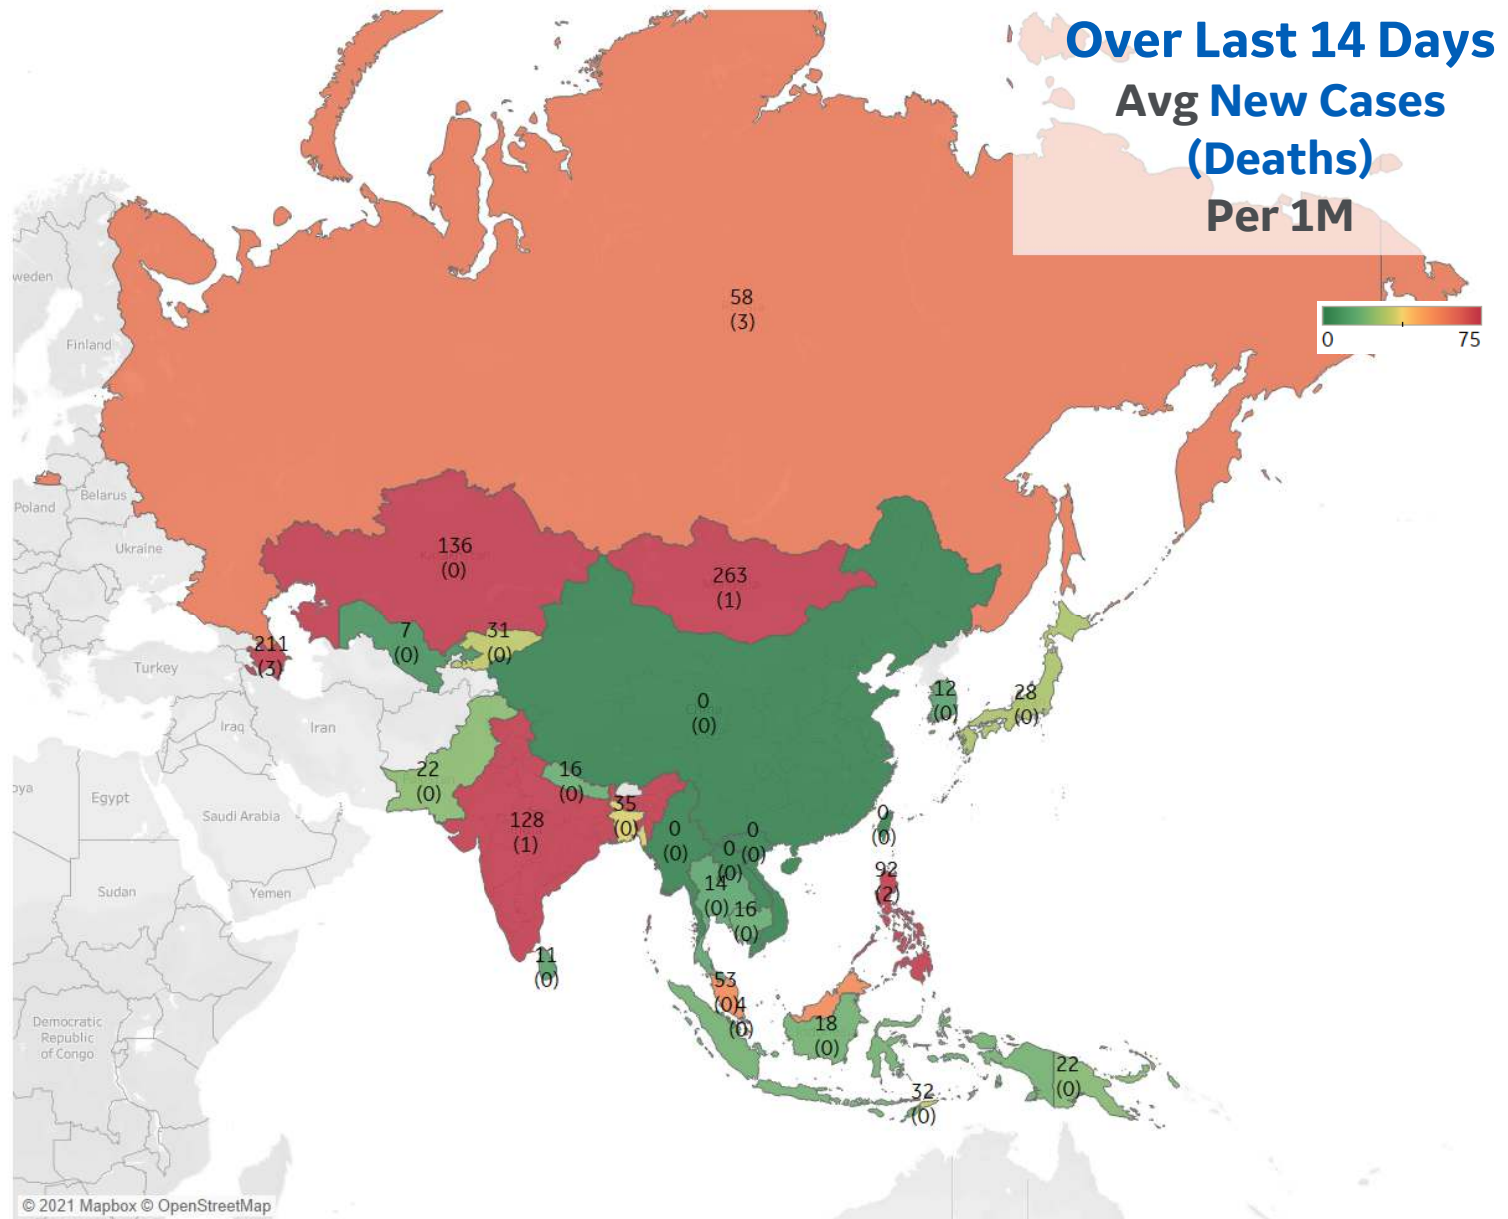 Over Last 14 Days
Avg New Cases
(Deaths)
Per 1M
0 75
weden
Finland
58
(3)
Belarus
Poland
Ukraine
136
(0)
263
(1)
211
(3)
7
(0)
31
(0)
Turkey
Iraq
Iran
0
(0)
12
(0)
28
(0)
22
(0)
16
(0)
35
(0)
oya
Egypt
Saudi Arabia
128
(1)
0
(0)
0
(0)
0
(0)
0
(0)
92
(2)
14
(0)
16
(0)
Sudan
Yemen
11
(0)
53
(0)
4
(0)
18
(0)
Democratic
Republic
of Congo
22
(0)
32
(0)
© 2021 Mapbox © OpenStreetMap